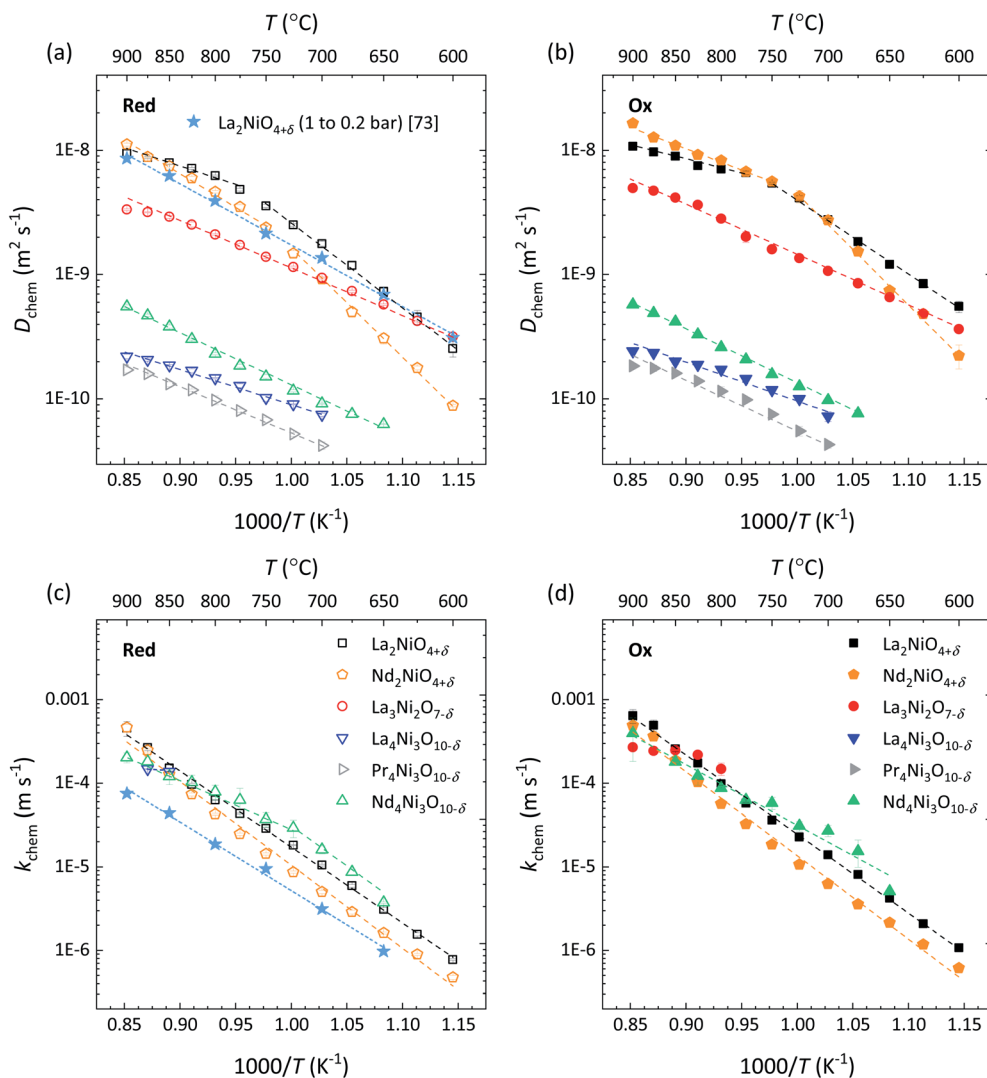 (a) T (°C)
900 850 800 750 700 650 600
Red
La₂NiO₄₊δ (1 to 0.2 bar) [73]
1E-8
1E-9
1E-10
D_chem (m² s⁻¹)
0.85 0.90 0.95 1.00 1.05 1.10 1.15
1000/T (K⁻¹)
(b) T (°C)
900 850 800 750 700 650 600
Ox
1E-8
1E-9
1E-10
D_chem (m² s⁻¹)
0.85 0.90 0.95 1.00 1.05 1.10 1.15
1000/T (K⁻¹)
(c) T (°C)
900 850 800 750 700 650 600
Red
La₂NiO₄₊δ
Nd₂NiO₄₊δ
La₃Ni₂O₇₋δ
La₄Ni₃O₁₀₋δ
Pr₄Ni₃O₁₀₋δ
Nd₄Ni₃O₁₀₋δ
0.001
1E-4
1E-5
1E-6
k_chem (m s⁻¹)
0.85 0.90 0.95 1.00 1.05 1.10 1.15
1000/T (K⁻¹)
(d) T (°C)
900 850 800 750 700 650 600
Ox
La₂NiO₄₊δ
Nd₂NiO₄₊δ
La₃Ni₂O₇₋δ
La₄Ni₃O₁₀₋δ
Pr₄Ni₃O₁₀₋δ
Nd₄Ni₃O₁₀₋δ
0.001
1E-4
1E-5
1E-6
k_chem (m s⁻¹)
0.85 0.90 0.95 1.00 1.05 1.10 1.15
1000/T (K⁻¹)